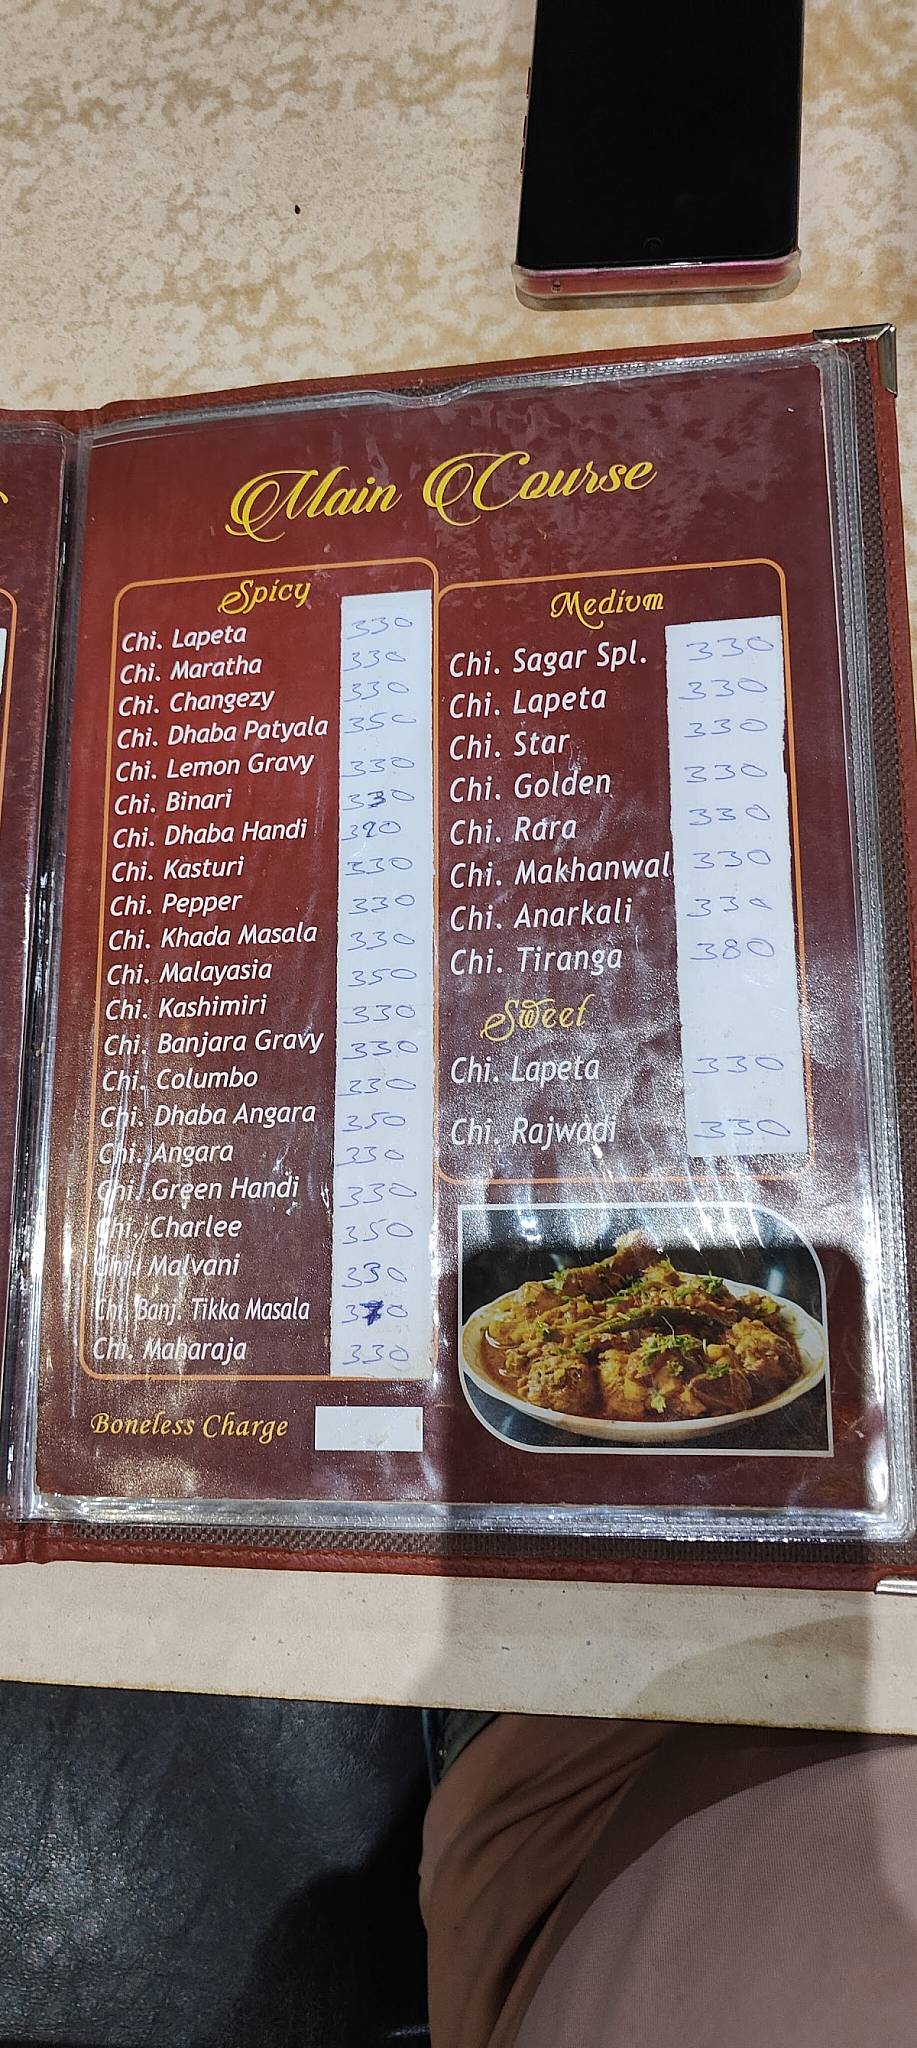 Main Course
Spicy
Chi. Lapeta 330
Chi. Maratha 330
Chi. Changezy 330
Chi. Dhaba Patyala 350
Chi. Lemon Gravy 330
Chi. Binari 330
Chi. Dhaba Handi 390
Chi. Kasturi 330
Chi. Pepper 330
Chi. Khada Masala 330
Chi. Malayasia 350
Chi. Kashimiri 330
Chi. Banjara Gravy 330
Chi. Columbo 330
Chi. Dhaba Angara 350
Chi. Angara 330
Chi. Green Handi 330
Chi. Charlee 350
Chi. Malvani 330
Chi. Banj. Tikka Masala 370
Chi. Maharaja 330
Boneless Charge
Medium
Chi. Sagar Spl. 330
Chi. Lapeta 330
Chi. Star 330
Chi. Golden 330
Chi. Rara 330
Chi. Makhanwal 330
Chi. Anarkali 330
Chi. Tiranga 380
Sweet
Chi. Lapeta 330
Chi. Rajwadi 330